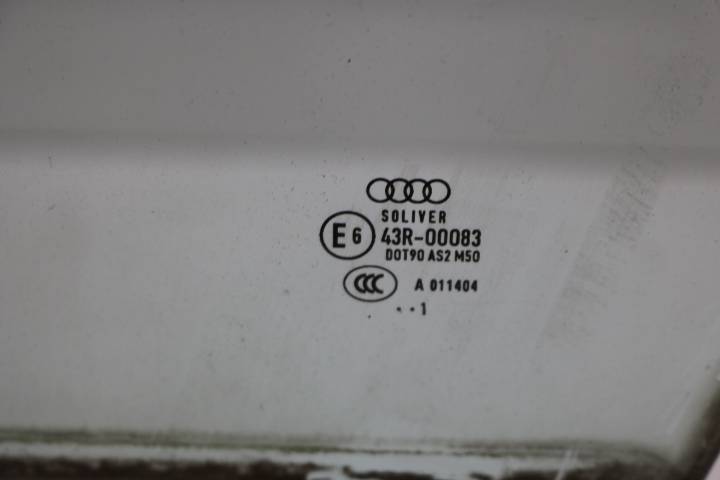 SOLIVER
E6 43R-00083
DOT90 AS2 M50
CCC A 011404
..1